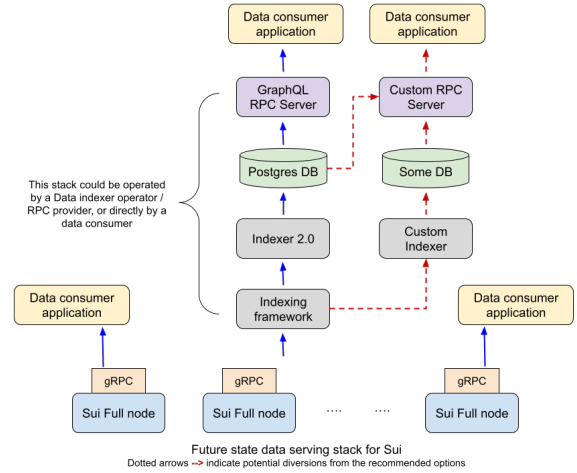 Data consumer
application
Data consumer
application
GraphQL
RPC Server
Custom RPC
Server
Postgres DB
Some DB
This stack could be operated
by a Data indexer operator /
RPC provider, or directly by a
data consumer
Indexer 2.0
Custom
Indexer
Data consumer
application
Indexing
framework
Data consumer
application
gRPC
gRPC
gRPC
Sui Full node
Sui Full node
....
....
Sui Full node
Future state data serving stack for Sui
Dotted arrows --> indicate potential diversions from the recommended options